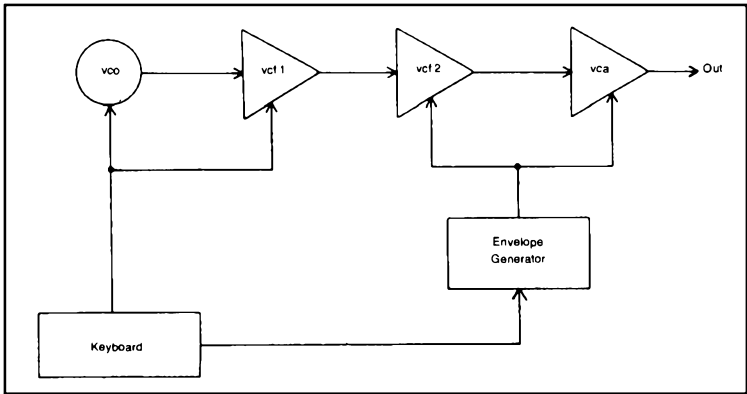 vco
vcf 1
vcf 2
vca
Out
Envelope
Generator
Keyboard